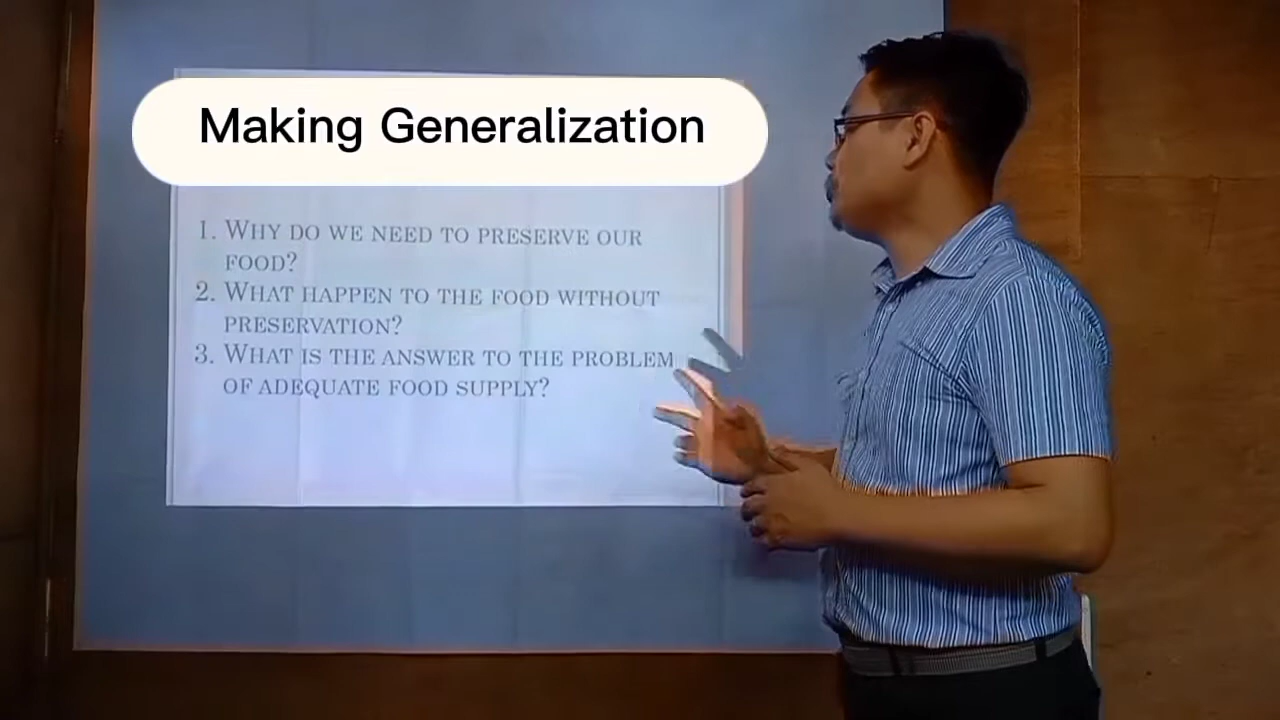 Making Generalization
1. WHY DO WE NEED TO PRESERVE OUR
FOOD?
2. WHAT HAPPEN TO THE FOOD WITHOUT
PRESERVATION?
3. WHAT IS THE ANSWER TO THE PROBLEM
OF ADEQUATE FOOD SUPPLY?